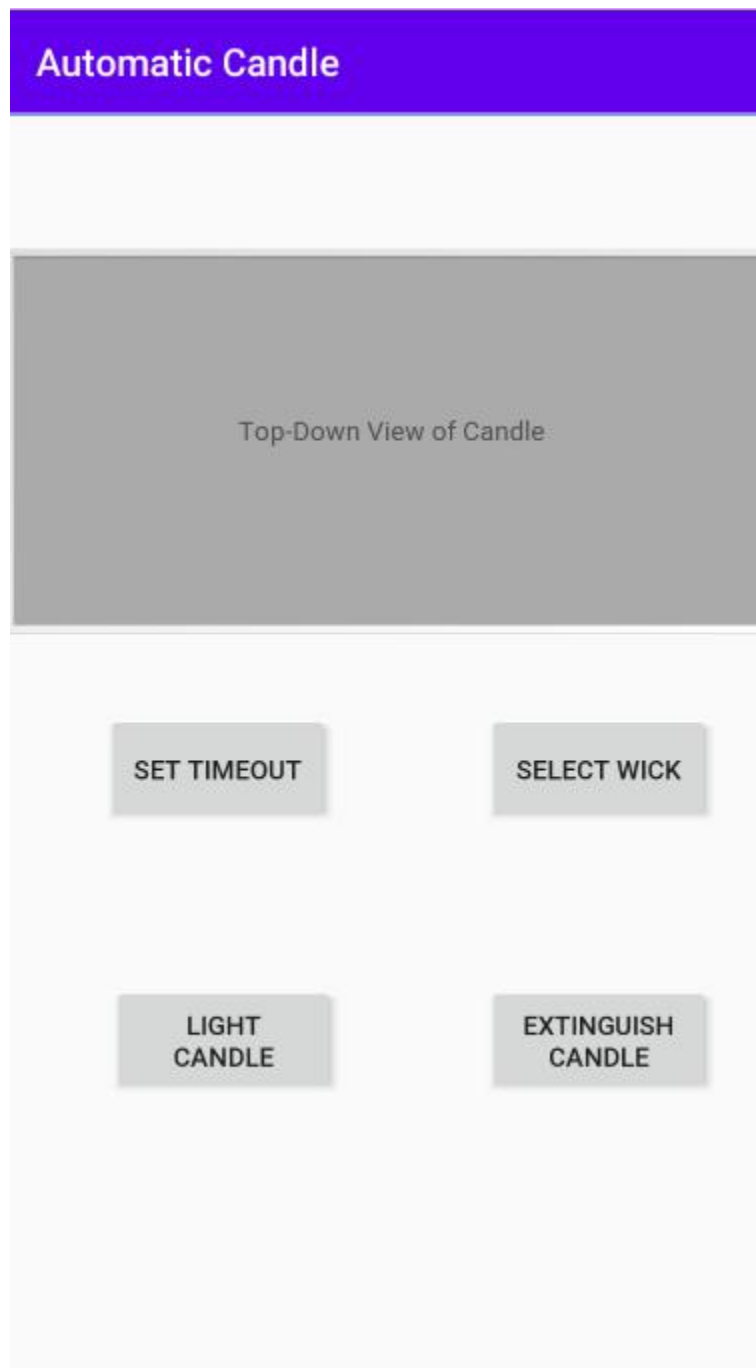 Automatic Candle
Top-Down View of Candle
SET TIMEOUT
SELECT WICK
LIGHT
CANDLE
EXTINGUISH
CANDLE